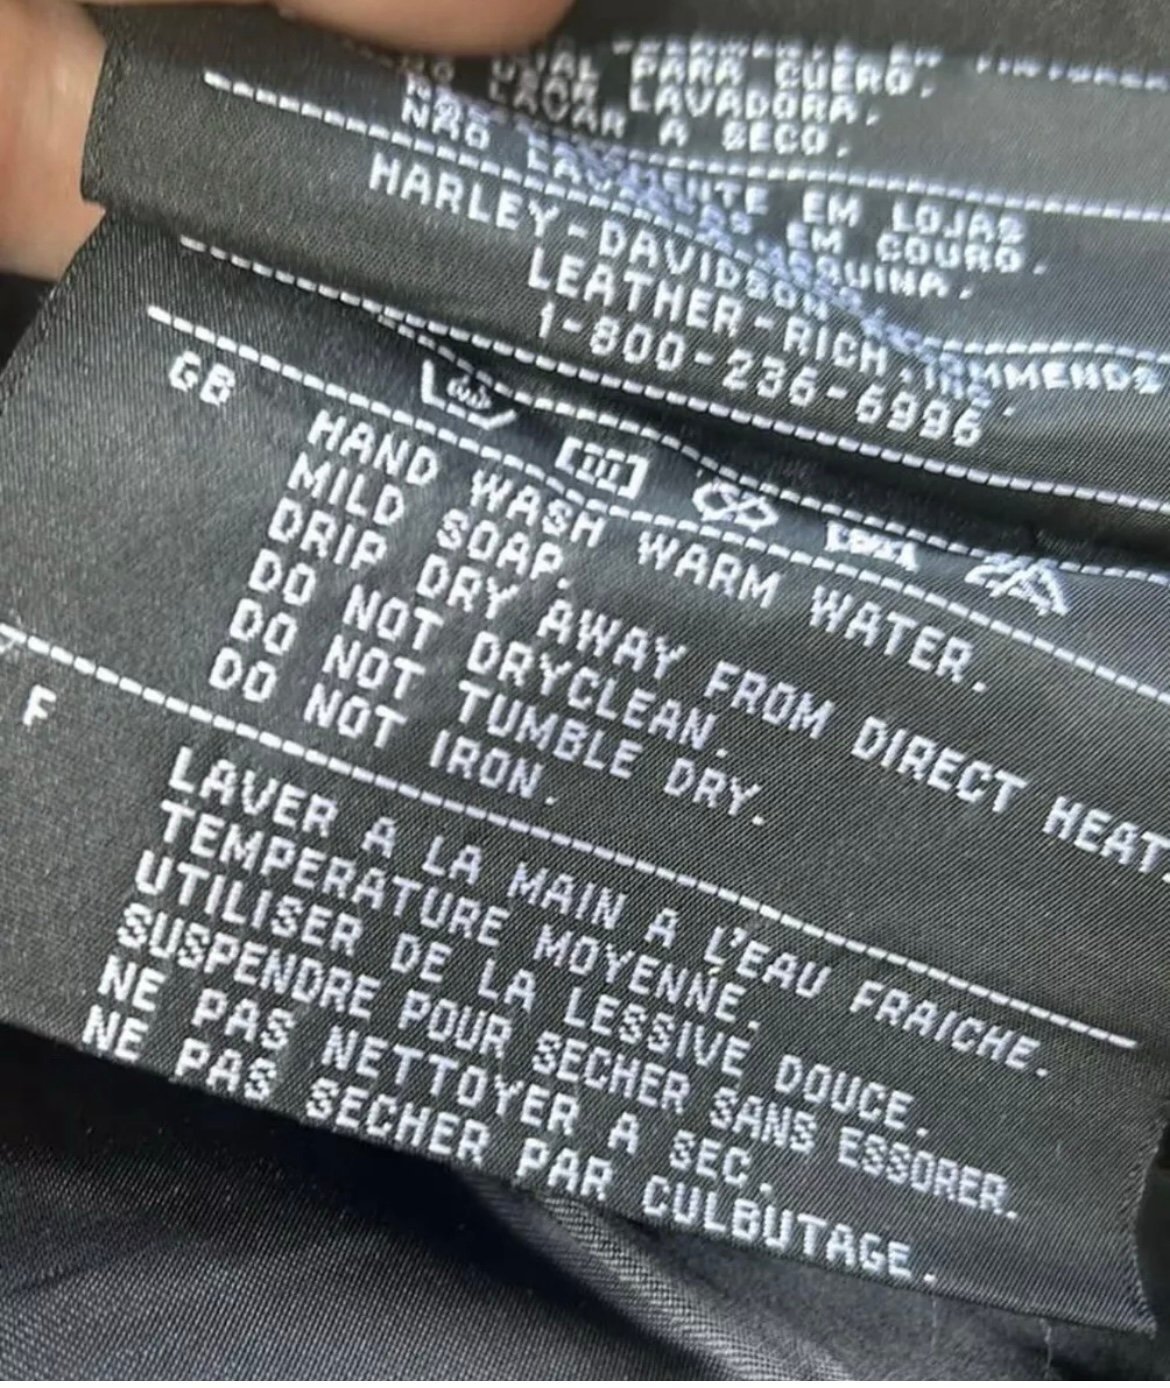 PARA CUERO.
LAVADORA.
A SECO.
NÃO
EM LOJAS
EM COURO.
HARLEY-DAVIDSON
LEATHER-RICH,
1-800-236-6996
GB
HAND WASH WARM WATER.
MILD SOAP.
DRIP DRY AWAY FROM DIRECT HEAT.
DO NOT DRYCLEAN.
DO NOT TUMBLE DRY.
DO NOT IRON.
F
LAVER A LA MAIN A L'EAU FRAICHE.
TEMPERATURE MOYENNE.
UTILISER DE LA LESSIVE DOUCE.
SUSPENDRE POUR SECHER SANS ESSORER.
NE PAS NETTOYER A SEC.
NE PAS SECHER PAR CULBUTAGE.